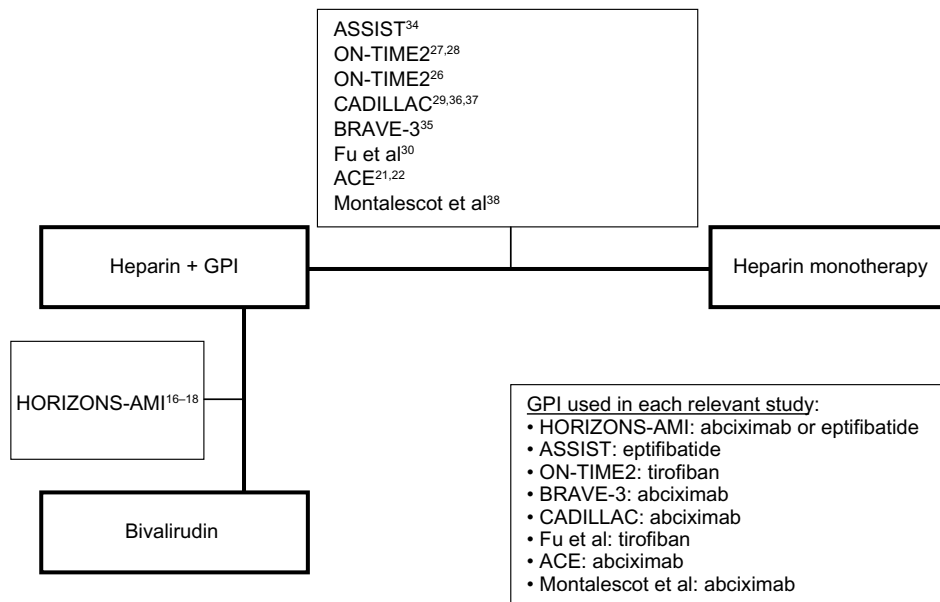 ASSIST³⁴
ON-TIME2²⁷,²⁸
ON-TIME2²⁶
CADILLAC²⁹,³⁶,³⁷
BRAVE-3³⁵
Fu et al³⁰
ACE²¹,²²
Montalescot et al³⁸
Heparin + GPI
Heparin monotherapy
HORIZONS-AMI¹⁶–¹⁸
Bivalirudin
GPI used in each relevant study:
• HORIZONS-AMI: abciximab or eptifibatide
• ASSIST: eptifibatide
• ON-TIME2: tirofiban
• BRAVE-3: abciximab
• CADILLAC: abciximab
• Fu et al: tirofiban
• ACE: abciximab
• Montalescot et al: abciximab